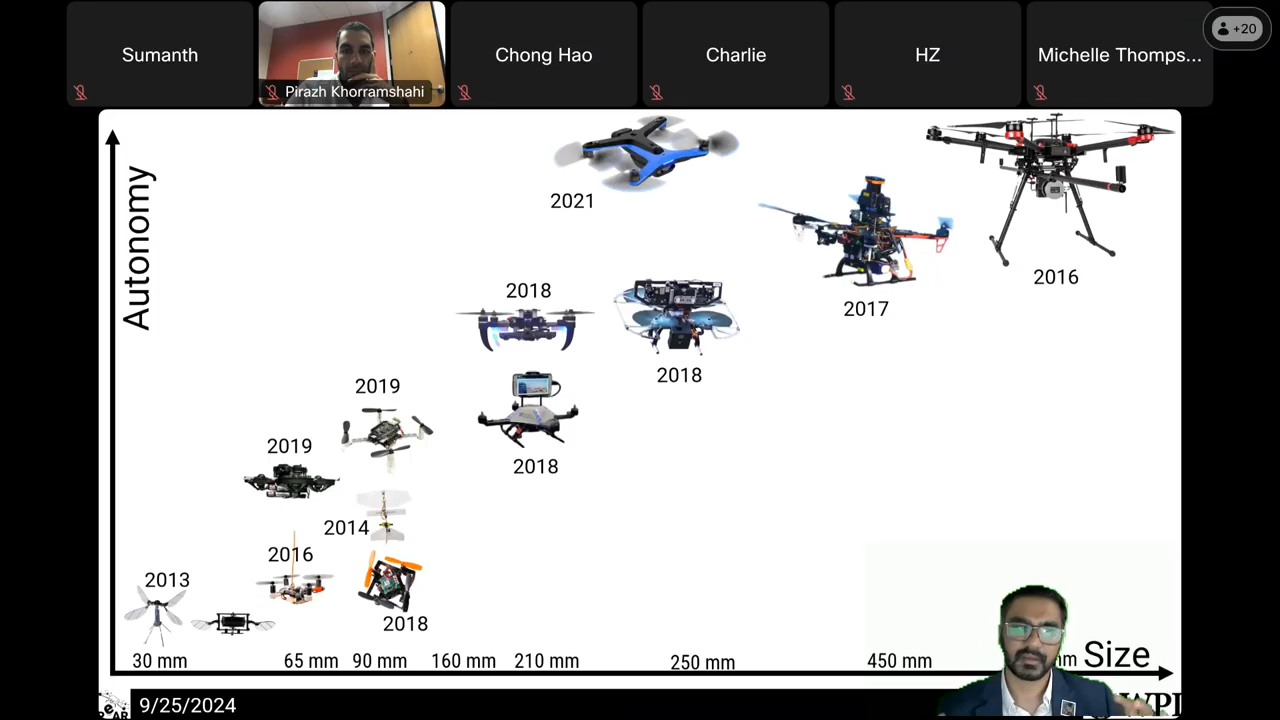 Sumanth
Pirazh Khorramshahi
Chong Hao
Charlie
HZ
Michelle Thomps...
+20
Autonomy
2021
2016
2017
2018
2018
2019
2018
2019
2014
2016
2013
2018
30 mm
65 mm
90 mm
160 mm
210 mm
250 mm
450 mm
Size
9/25/2024
WPI